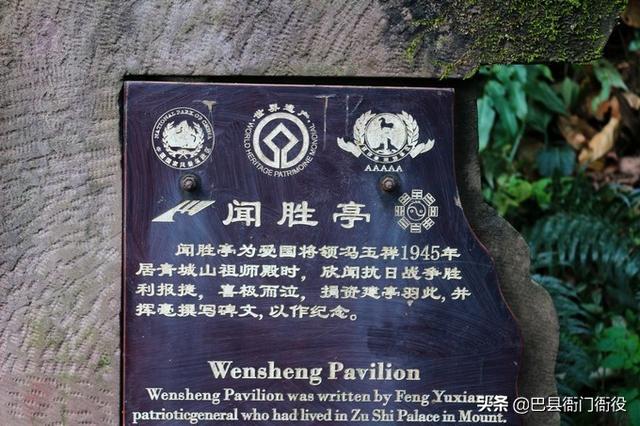 NATIONAL PARK OF CHINA
世界遗产
WORLD HERITAGE PATRIMOINE MONDIAL
AAAAA
闻胜亭
闻胜亭为爱国将领冯玉祥1945年
居青城山祖师殿时，欣闻抗日战争胜
利报捷，喜极而泣，捐资建亭于此，并
挥毫撰写碑文，以作纪念。
Wensheng Pavilion
Wensheng Pavilion was written by Feng Yuxiang
patrioticgeneral who had lived in Zu Shi Palace in Mount.
头条 @巴县衙门衙役